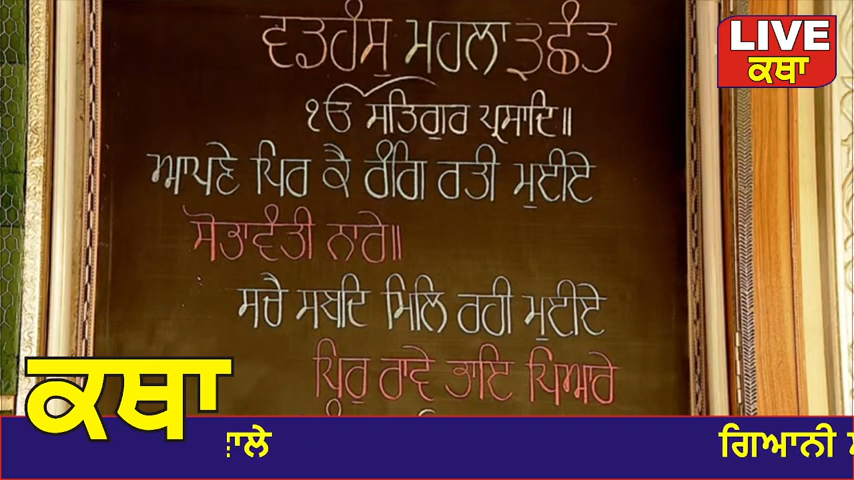 ਵਡਹੰਸੁ ਮਹਲਾ ੩ ਛੰਤ
ੴ ਸਤਿਗੁਰ ਪ੍ਰਸਾਦਿ॥
ਆਪਣੇ ਪਿਰ ਕੈ ਰੰਗਿ ਰਤੀ ਮੁਈਏ
ਸੋਭਾਵੰਤੀ ਨਾਰੇ॥
ਸਚੈ ਸਬਦਿ ਮਿਲਿ ਰਹੀ ਮੁਈਏ
ਪਿਰੁ ਰਾਵੇ ਭਾਇ ਪਿਆਰੇ
LIVE
ਕਥਾ
ਕਥਾ
ਗਿਆਨੀ